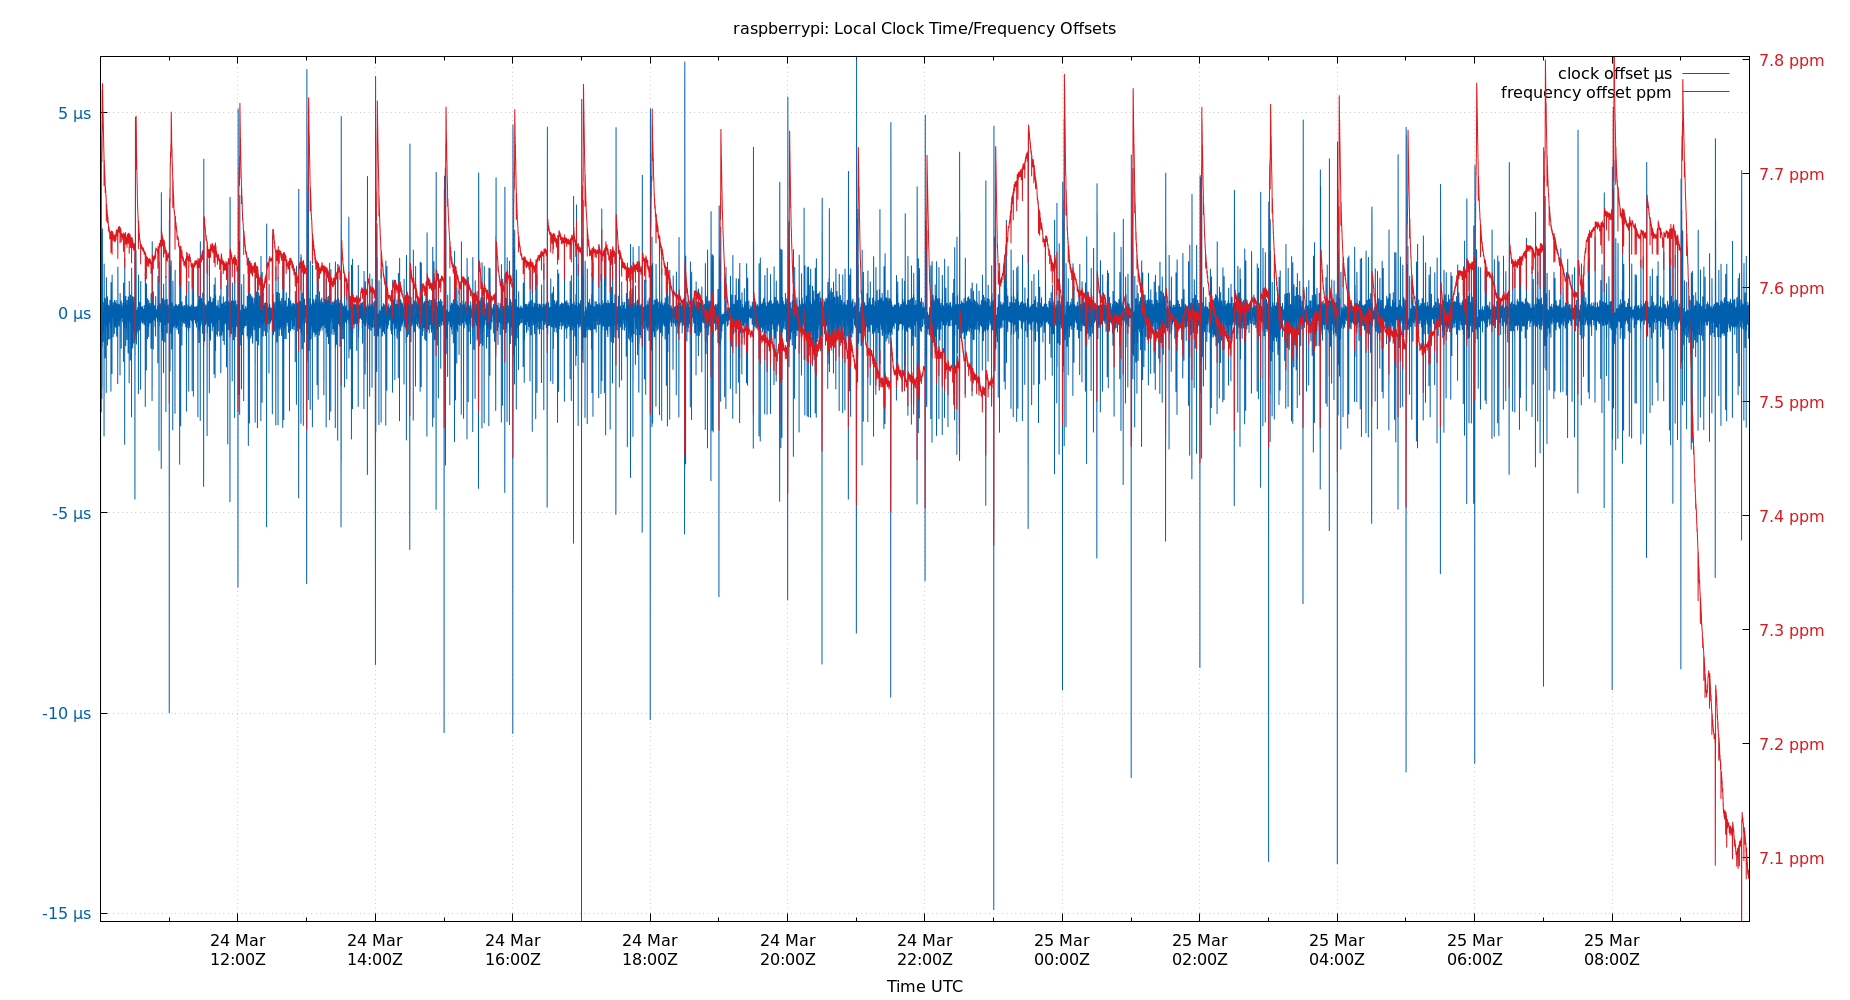 raspberrypi: Local Clock Time/Frequency Offsets
clock offset µs
frequency offset ppm
5 µs
0 µs
-5 µs
-10 µs
-15 µs
7.8 ppm
7.7 ppm
7.6 ppm
7.5 ppm
7.4 ppm
7.3 ppm
7.2 ppm
7.1 ppm
24 Mar 24 Mar 24 Mar 24 Mar 24 Mar 24 Mar 25 Mar 25 Mar 25 Mar 25 Mar 25 Mar
12:00Z 14:00Z 16:00Z 18:00Z 20:00Z 22:00Z 00:00Z 02:00Z 04:00Z 06:00Z 08:00Z
Time UTC